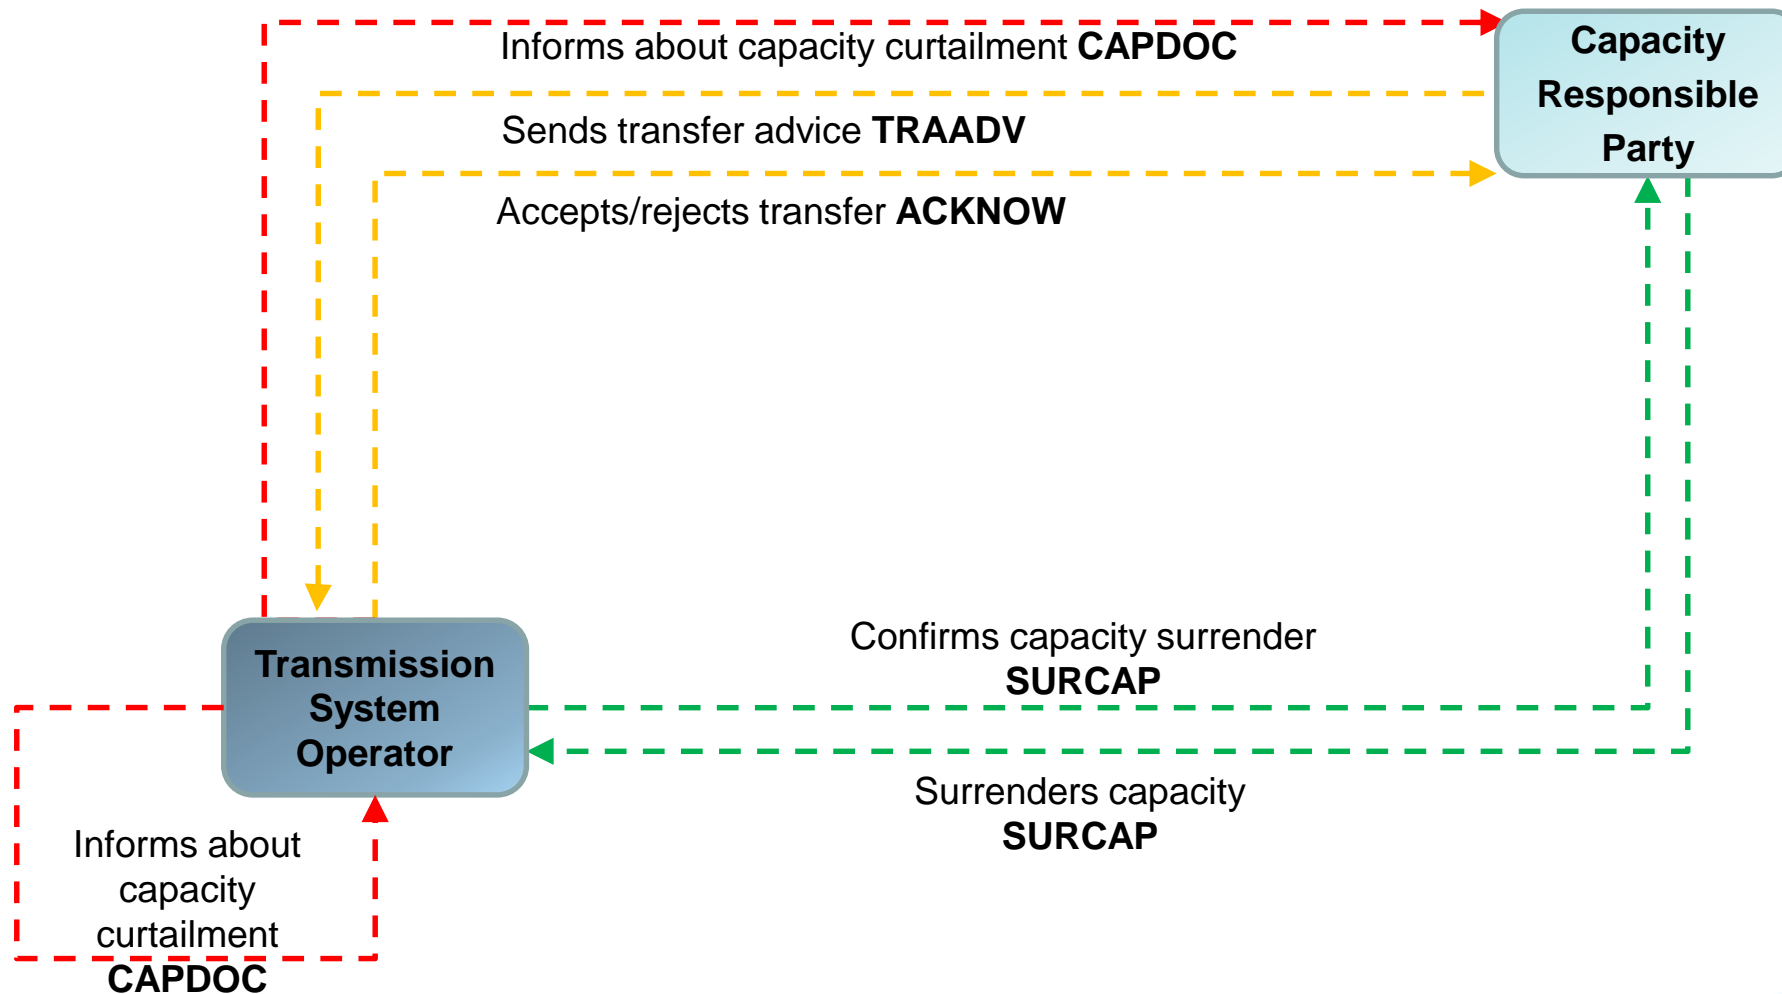 Informs about capacity curtailment CAPDOC
Capacity
Responsible
Party
Sends transfer advice TRAADV
Accepts/rejects transfer ACKNOW
Transmission
System
Operator
Confirms capacity surrender
SURCAP
Surrenders capacity
SURCAP
Informs about
capacity
curtailment
CAPDOC